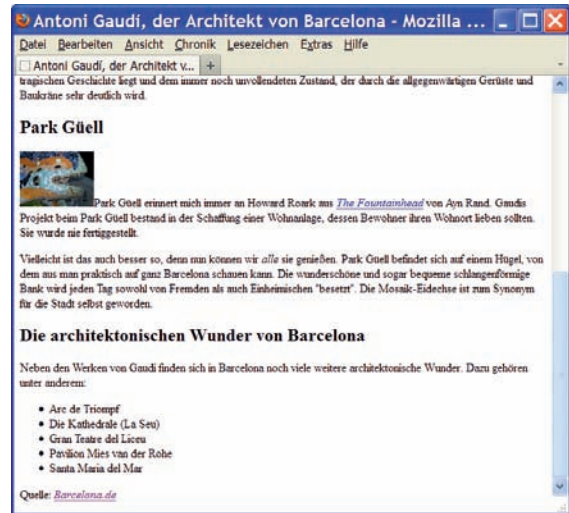 Antoni Gaudí, der Architekt von Barcelona - Mozilla ...
Datei Bearbeiten Ansicht Chronik Lesezeichen Extras Hilfe
Antoni Gaudí, der Architekt v... +
tragischen Geschichte liegt und dem immer noch unvollendeten Zustand, der durch die allgegenwärtigen Gerüste und
Baukräne sehr deutlich wird.
Park Güell
Park Güell erinnert mich immer an Howard Roark aus The Fountainhead von Ayn Rand. Gaudis
Projekt beim Park Güell bestand in der Schaffung einer Wohnanlage, dessen Bewohner ihren Wohnort lieben sollten.
Sie wurde nie fertiggestellt.
Vielleicht ist das auch besser so, denn nun können wir alle sie genießen. Park Güell befindet sich auf einem Hügel, von
dem aus man praktisch auf ganz Barcelona schauen kann. Die wunderschöne und sogar bequeme schlangenförmige
Bank wird jeden Tag sowohl von Fremden als auch Einheimischen "besetzt". Die Mosaik-Eidechse ist zum Synonym
für die Stadt selbst geworden.
Die architektonischen Wunder von Barcelona
Neben den Werken von Gaudí finden sich in Barcelona noch viele weitere architektonische Wunder. Dazu gehören
unter anderem:
• Arc de Triompf
• Die Kathedrale (La Seu)
• Gran Teatre del Liceu
• Pavilion Mies van der Rohe
• Santa Maria del Mar
Quelle: Barcelona.de